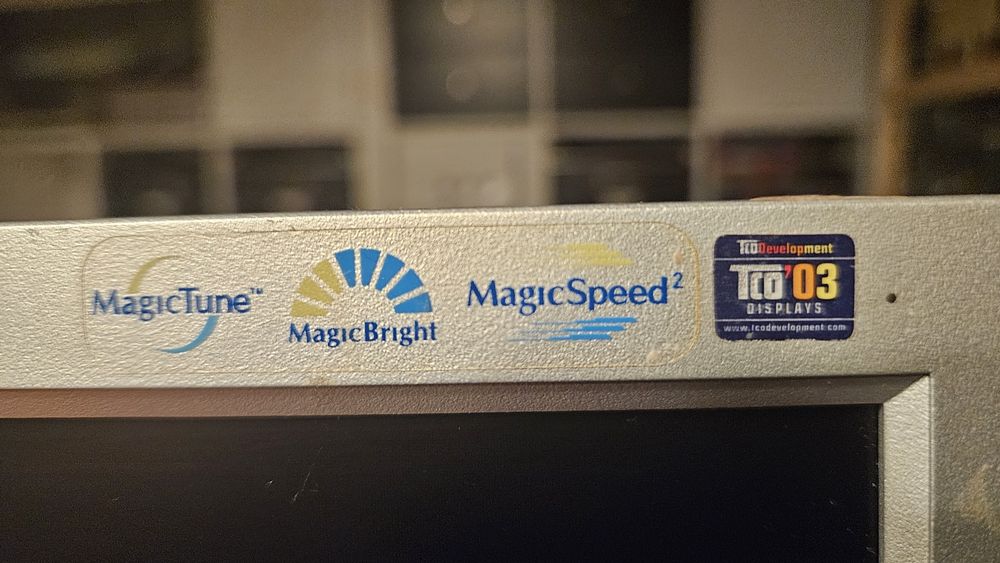 MagicTune™
MagicBright
MagicSpeed²
TCODevelopment
TCO'03
DISPLAYS
www.tcodevelopment.com